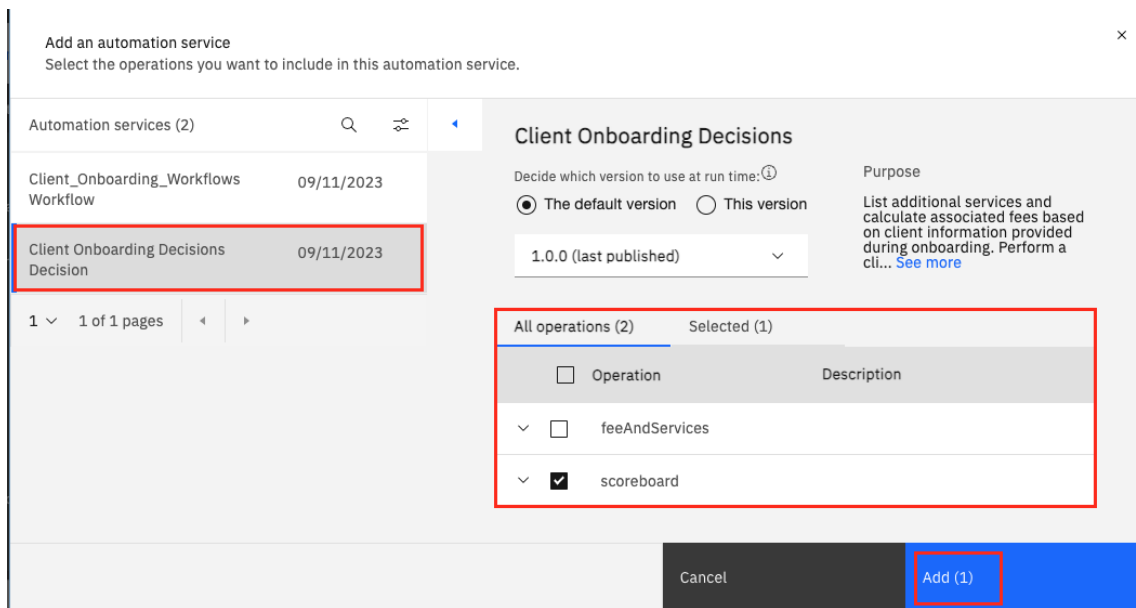 Add an automation service
Select the operations you want to include in this automation service.
Automation services (2)
Client_Onboarding_Workflows
Workflow
09/11/2023
Client Onboarding Decisions
Decision
09/11/2023
1
1 of 1 pages
Client Onboarding Decisions
Decide which version to use at run time:
The default version
This version
1.0.0 (last published)
Purpose
List additional services and
calculate associated fees based
on client information provided
during onboarding. Perform a
cli... See more
All operations (2)
Selected (1)
Operation
Description
feeAndServices
scoreboard
Cancel
Add (1)